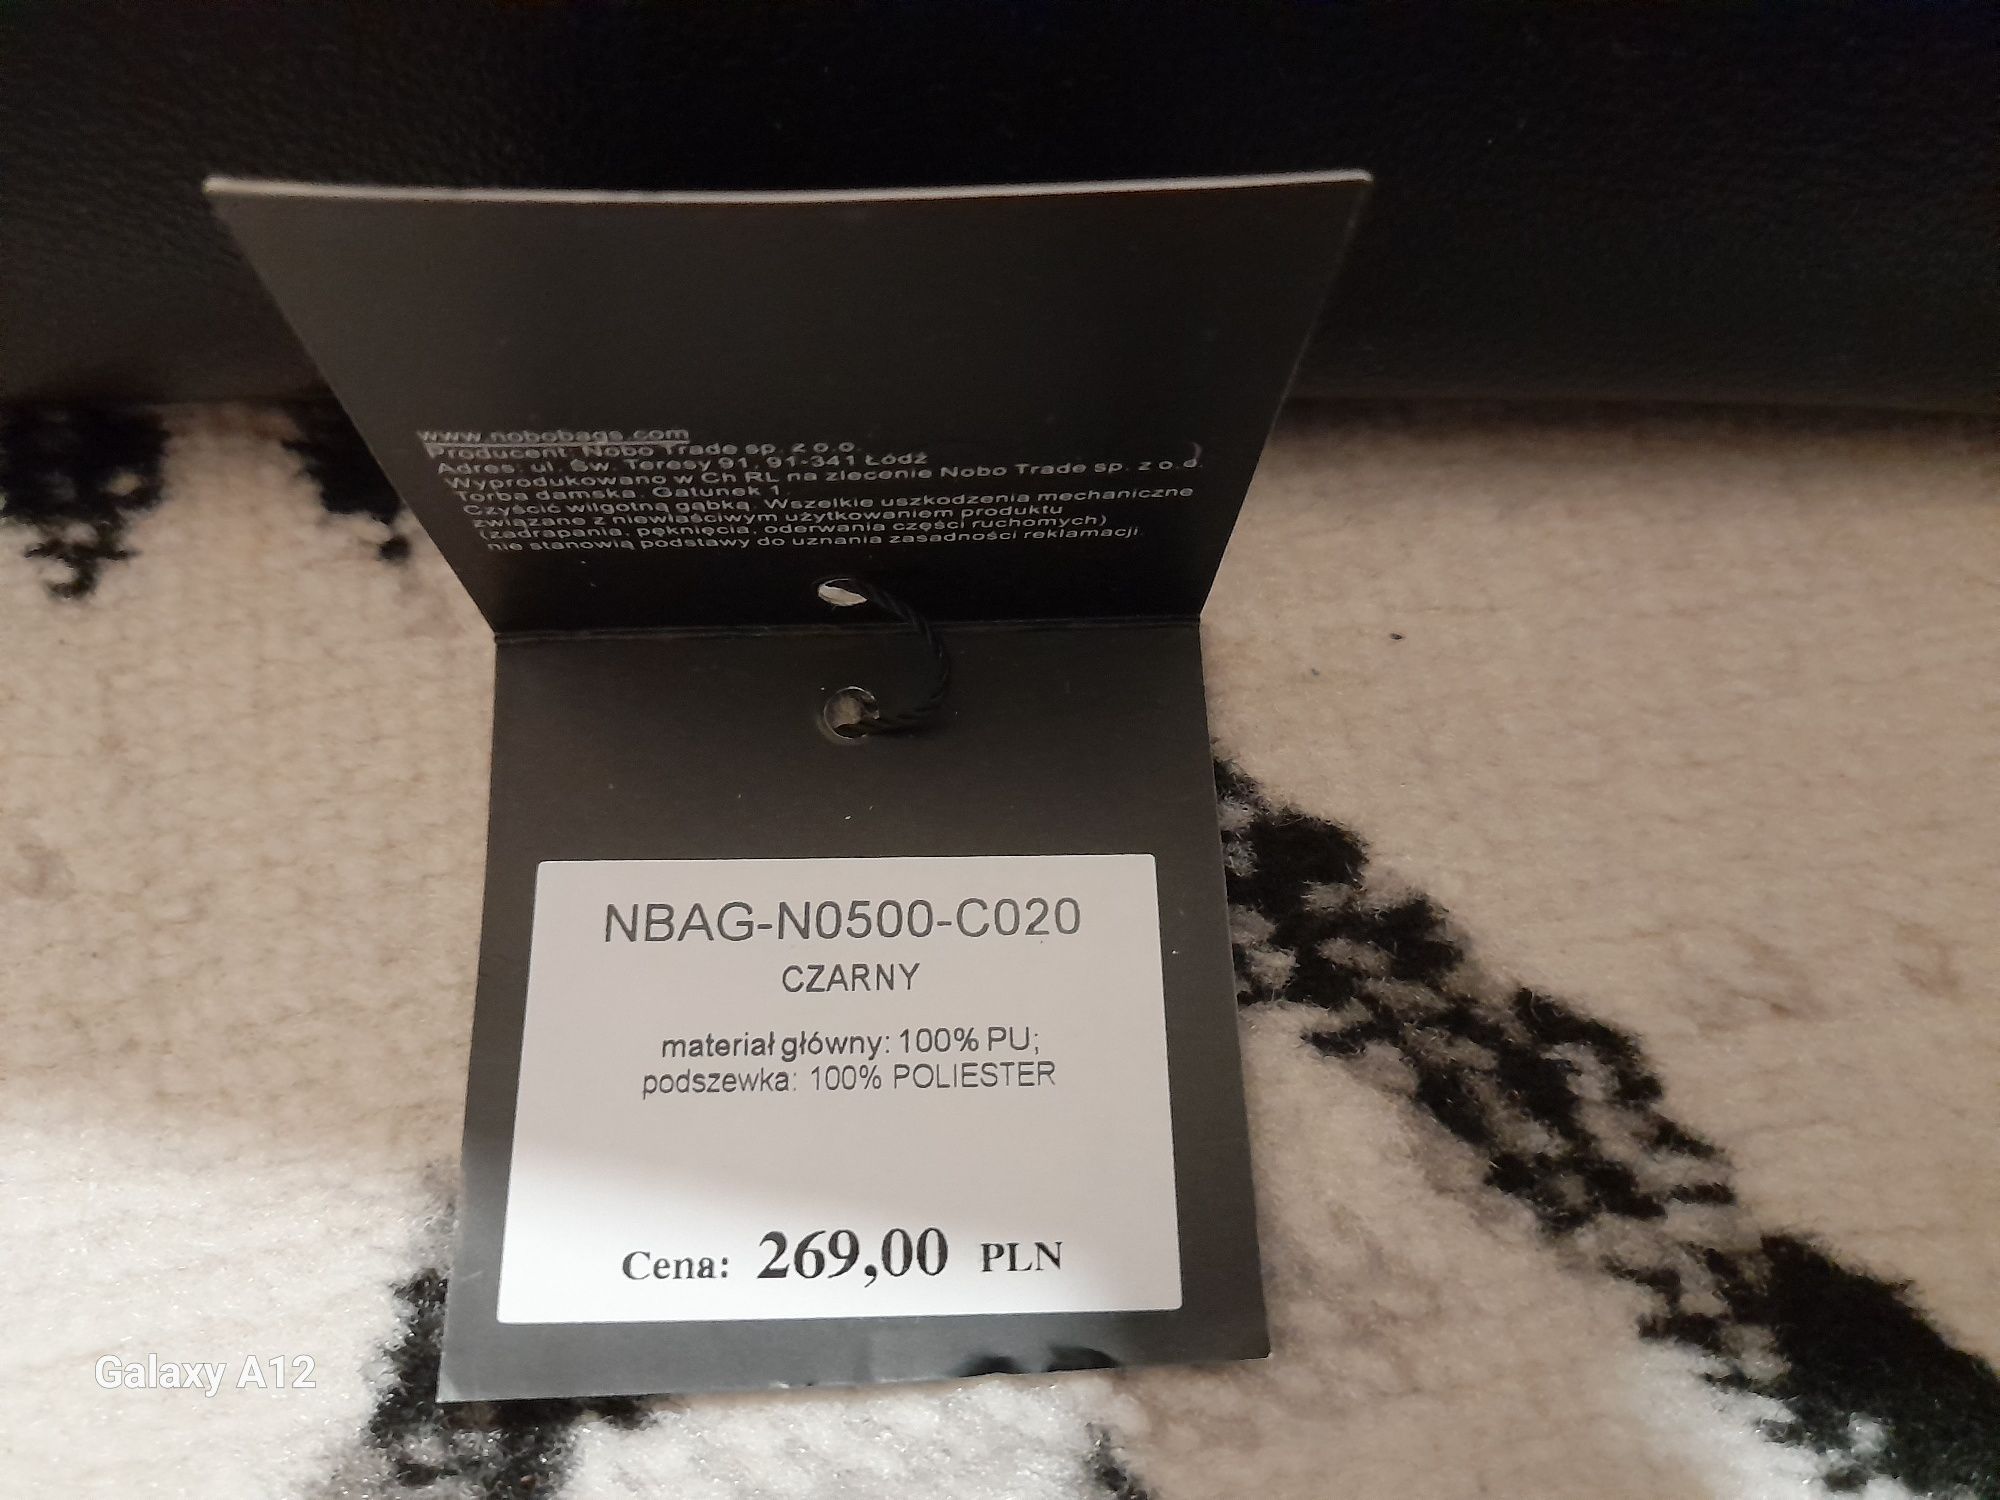 www.nobobags.com
Producent: Nobo Trade sp. z o.o.
Adres: ul. Św. Teresy 91, 91-341 Łódź
Wyprodukowano w Ch RL na zlecenie Nobo Trade sp. z o.o.
Torba damska. Gatunek 1.
Czyścić wilgotną gąbką. Wszelkie uszkodzenia mechaniczne
związane z niewłaściwym użytkowaniem produktu
(zadrapania, pęknięcia, oderwania części ruchomych)
nie stanowią podstawy do uznania zasadności reklamacji.
NBAG-N0500-C020
CZARNY
materiał główny: 100% PU;
podszewka: 100% POLIESTER
Cena: 269,00 PLN
Galaxy A12